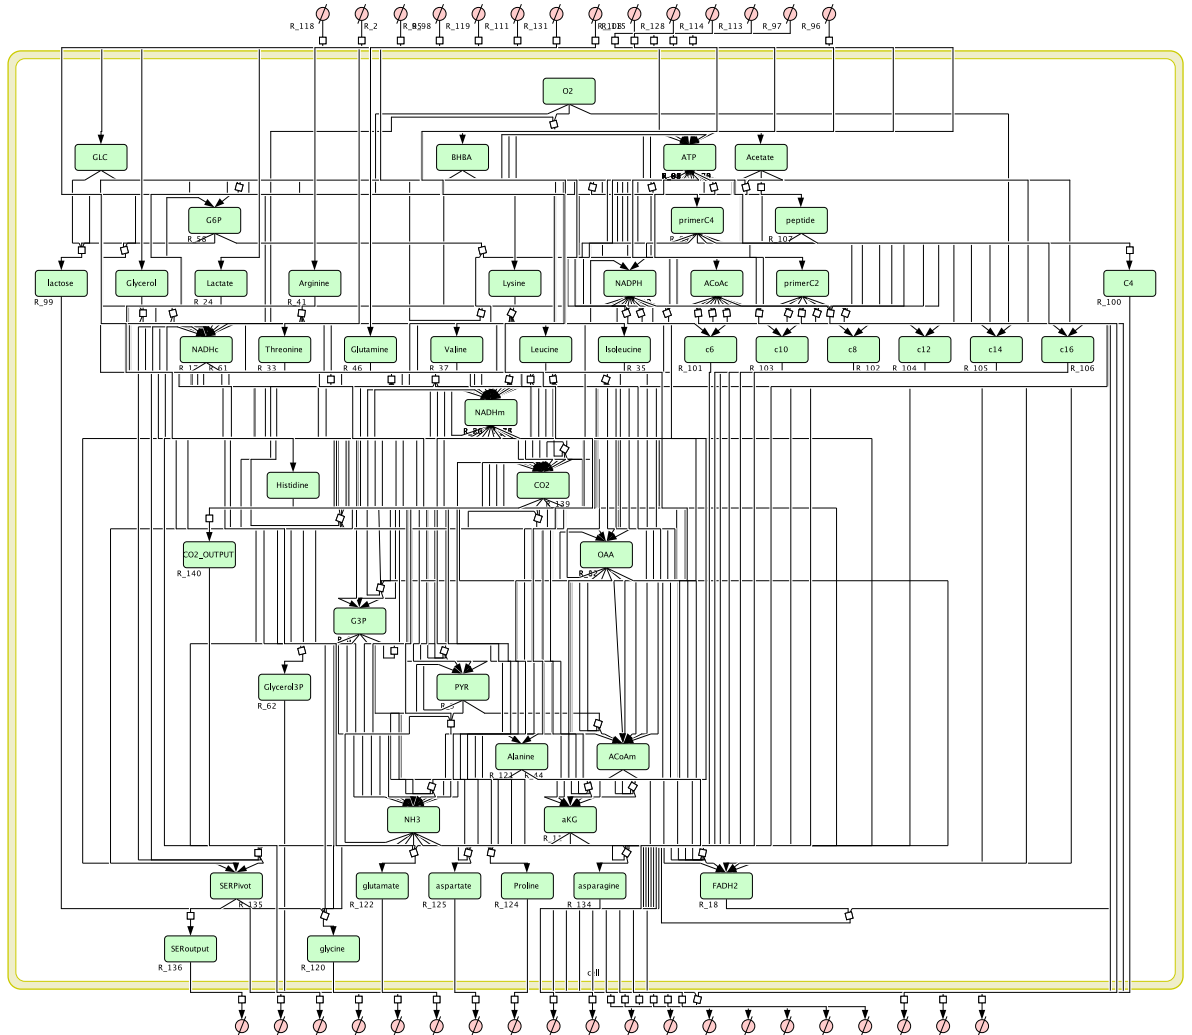 R_118
R_2
R_98
R_119
R_111
R_131
R_128
R_114
R_113
R_97
R_96
O2
GLC
BHBA
ATP
Acetate
G6P
primerC4
peptide
R_58
R_107
lactose
Glycerol
Lactate
Arginine
Lysine
NADPH
ACoAc
primerC2
C4
R_99
R_24
R_41
R_100
NADHc
Threonine
Glutamine
Valine
Leucine
Isoleucine
c6
c10
c8
c12
c14
c16
R_61
R_33
R_46
R_37
R_35
R_101
R_103
R_102
R_104
R_105
R_106
NADHm
Histidine
CO2
R_139
CO2_OUTPUT
OAA
R_140
G3P
Glycerol3P
PYR
R_62
Alanine
ACoAm
R_121
R_44
NH3
aKG
SERPivot
glutamate
aspartate
Proline
asparagine
FADH2
R_135
R_122
R_125
R_124
R_134
R_18
SERoutput
glycine
R_136
R_120
cell